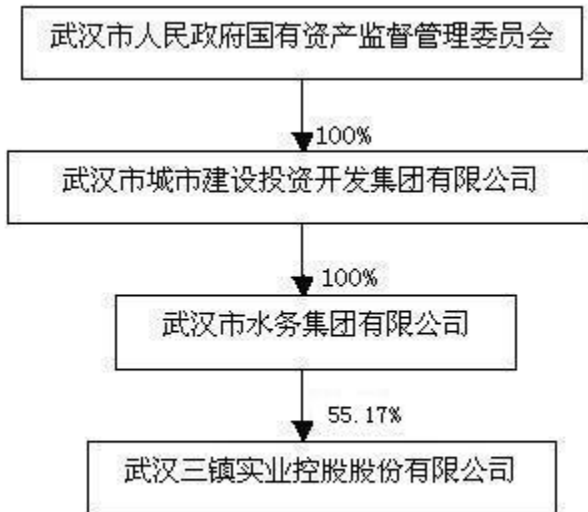 武汉市人民政府国有资产监督管理委员会
100%
武汉市城市建设投资开发集团有限公司
100%
武汉市水务集团有限公司
55.17%
武汉三镇实业控股股份有限公司